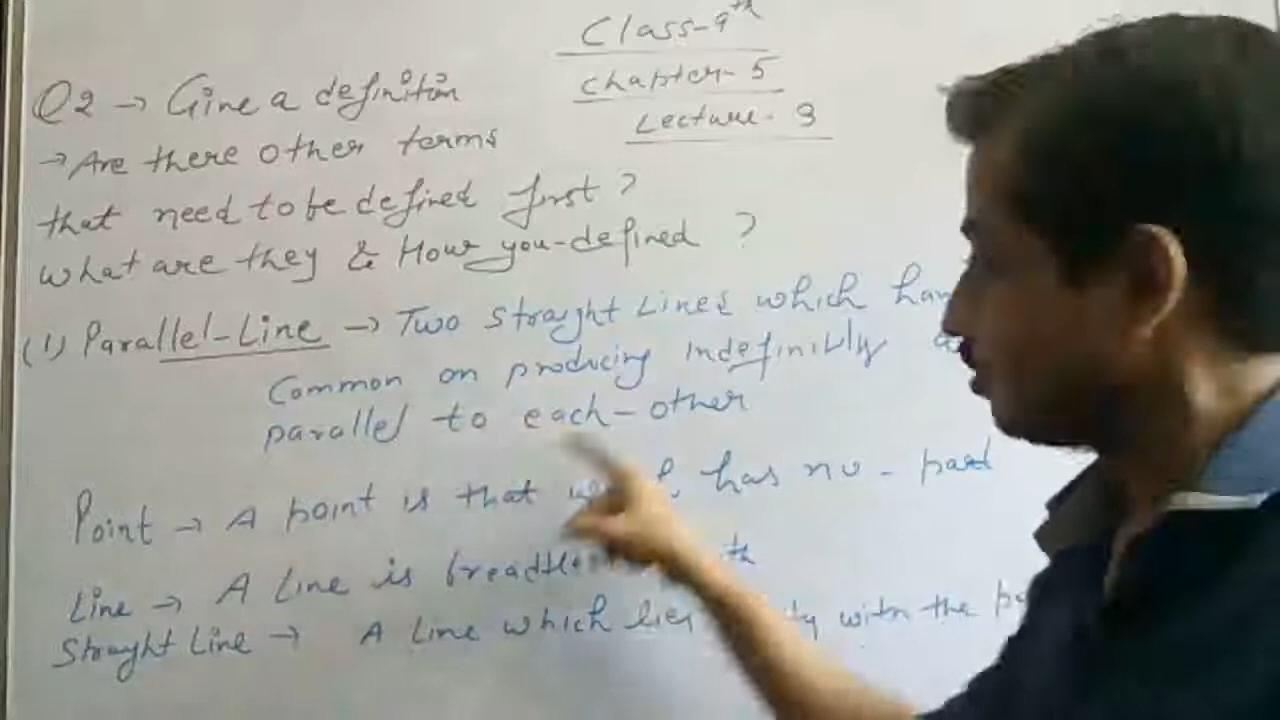 Class-9th
Chapter-5
Lecture-3
Q2 → Give a definition
→ Are there other terms
that need to be defined first?
What are they & How you-defined ?
(1) Parallel-Line → Two straight Lines which
Common on producing Indefinitly
parallel to each-other
Point → A point is that has no-part
Line → A Line is
Straight Line → A Line which lies with the